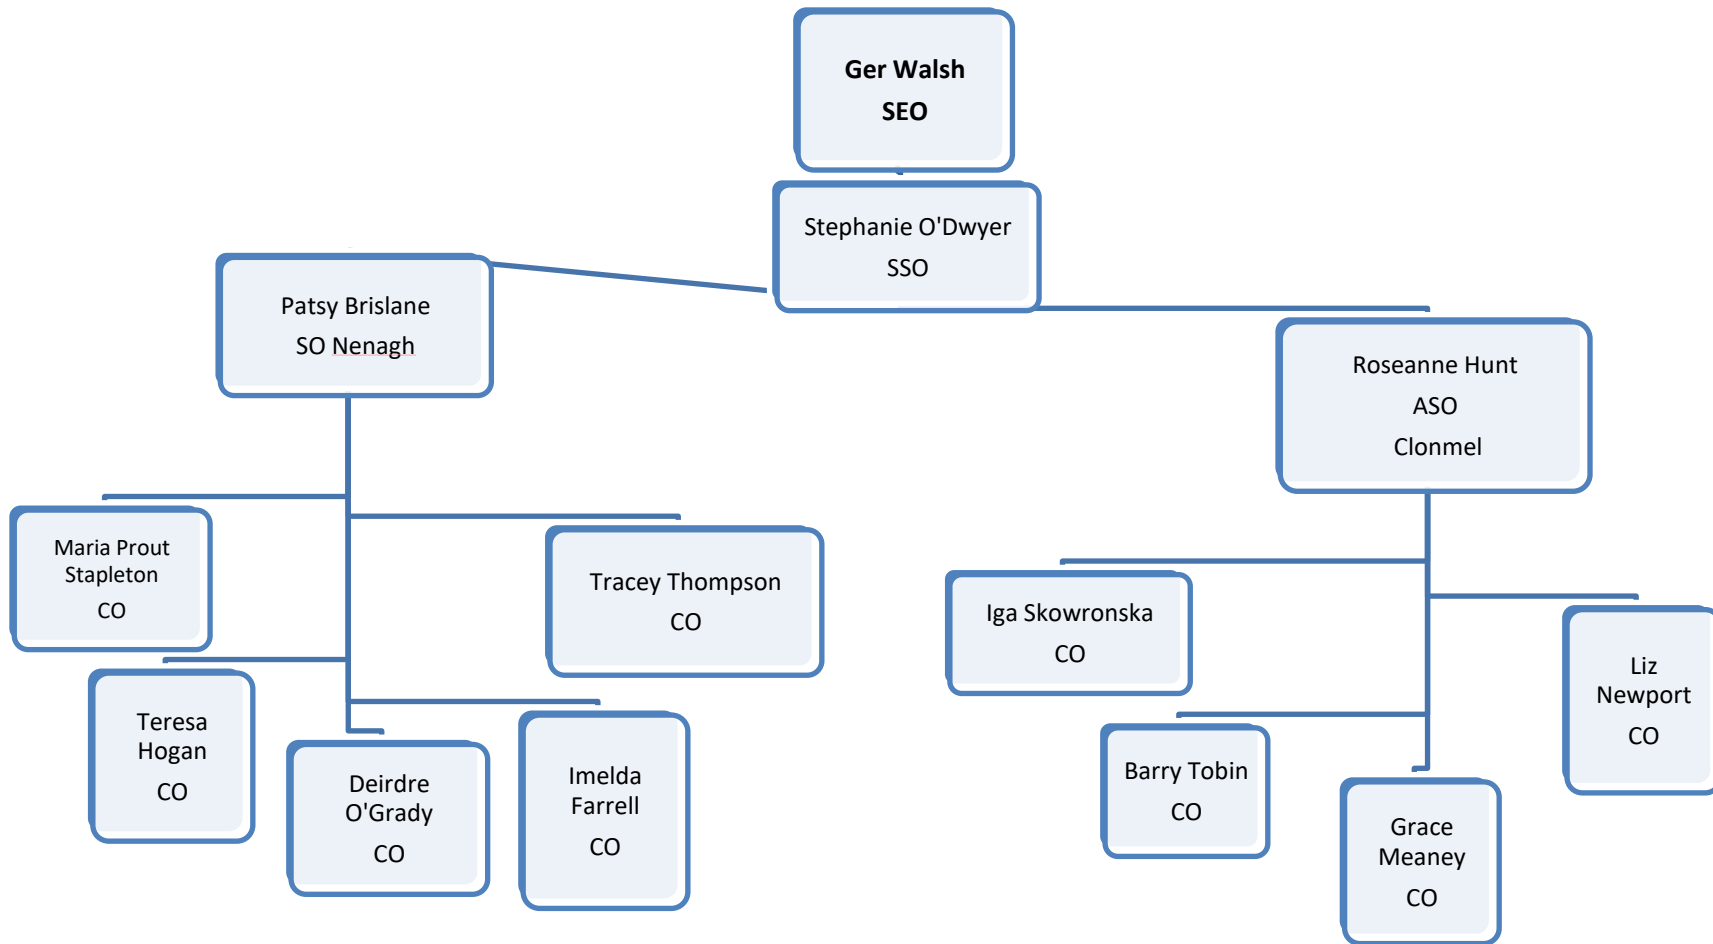 Ger Walsh
SEO
Stephanie O'Dwyer
SSO
Patsy Brislane
SO Nenagh
Roseanne Hunt
ASO
Clonmel
Maria Prout
Stapleton
CO
Tracey Thompson
CO
Teresa
Hogan
CO
Deirdre
O'Grady
CO
Imelda
Farrell
CO
Iga Skowronska
CO
Liz
Newport
CO
Barry Tobin
CO
Grace
Meaney
CO